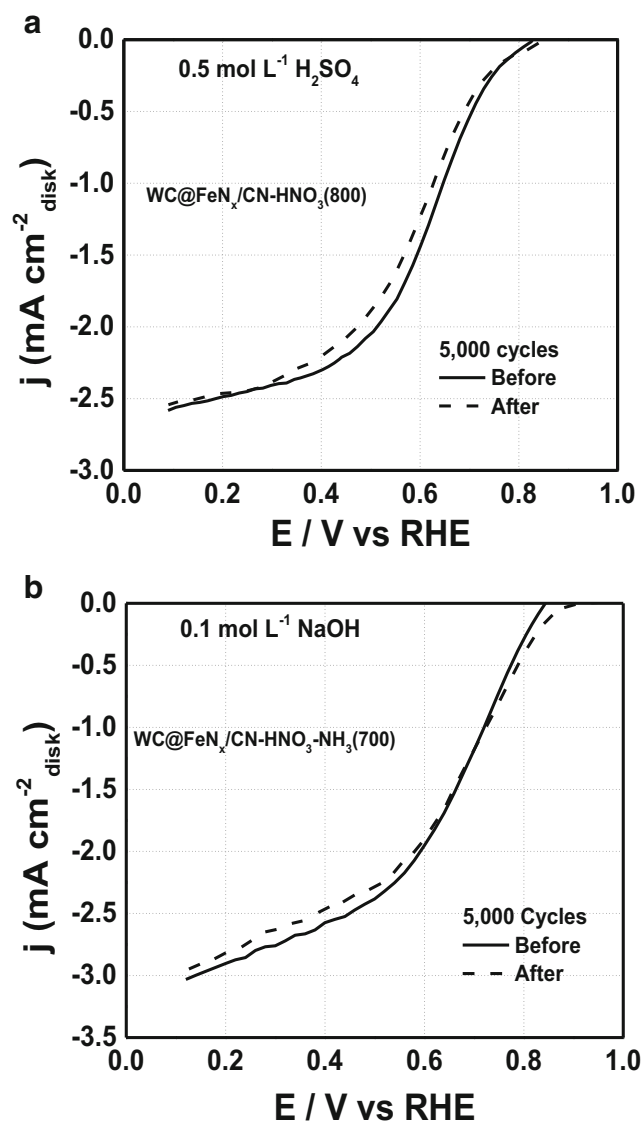 a
0.0
-0.5
-1.0
-1.5
-2.0
-2.5
-3.0
j (mA cm⁻² disk)
0.5 mol L⁻¹ H₂SO₄
WC@FeNₓ/CN-HNO₃(800)
5,000 cycles
Before
After
0.0 0.2 0.4 0.6 0.8 1.0
E / V vs RHE
b
0.0
-0.5
-1.0
-1.5
-2.0
-2.5
-3.0
-3.5
j (mA cm⁻² disk)
0.1 mol L⁻¹ NaOH
WC@FeNₓ/CN-HNO₃-NH₃(700)
5,000 Cycles
Before
After
0.0 0.2 0.4 0.6 0.8 1.0
E / V vs RHE